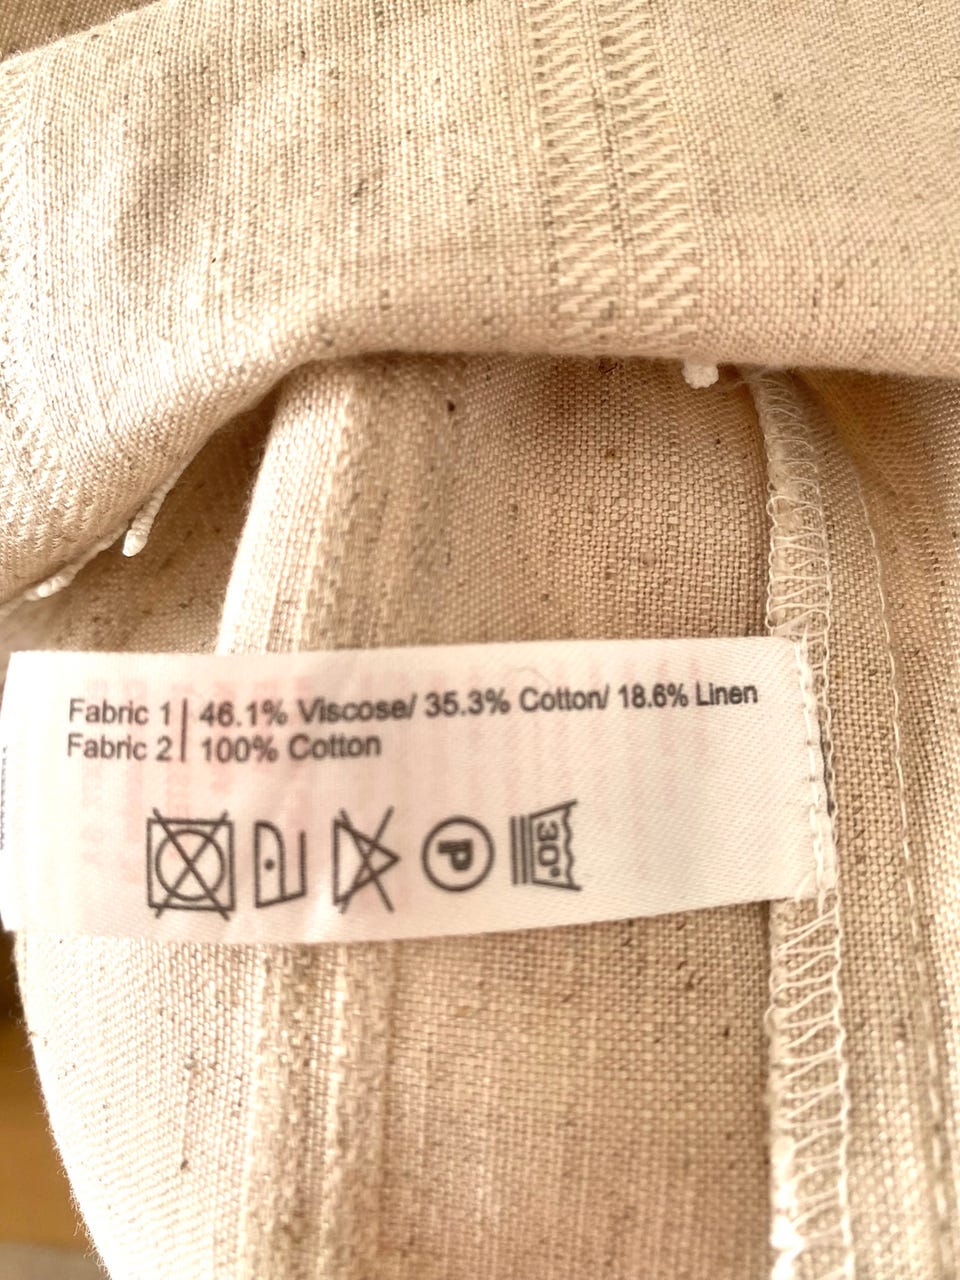 Fabric 1 | 46.1% Viscose/ 35.3% Cotton/ 18.6% Linen
Fabric 2 | 100% Cotton
P 30°